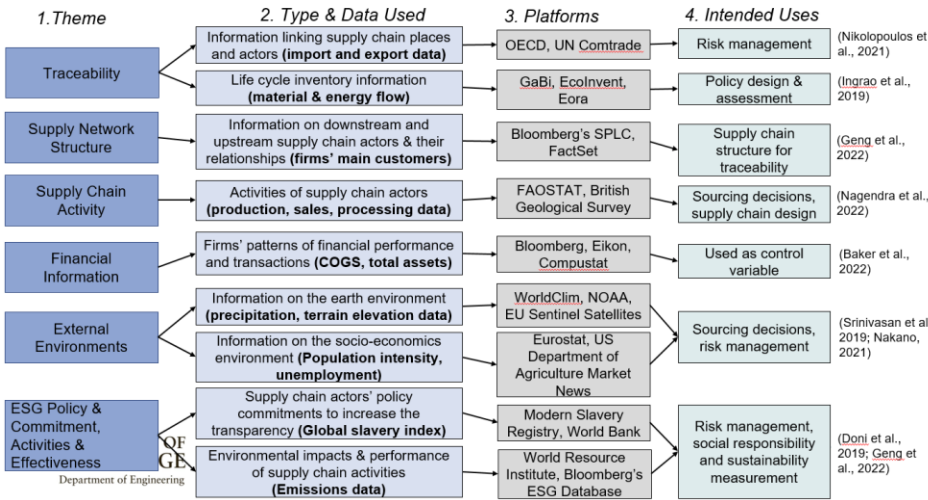 1.Theme
2. Type & Data Used
3. Platforms
4. Intended Uses
Traceability
Information linking supply chain places
and actors (import and export data)
OECD, UN Comtrade
Risk management
(Nikolopoulos et
al., 2021)
Life cycle inventory information
(material & energy flow)
GaBi, EcoInvent,
Eora
Policy design &
assessment
(Ingrao et al.,
2019)
Supply Network
Structure
Information on downstream and
upstream supply chain actors & their
relationships (firms' main customers)
Bloomberg's SPLC,
FactSet
Supply chain
structure for
traceability
(Geng et al.,
2022)
Supply Chain
Activity
Activities of supply chain actors
(production, sales, processing data)
FAOSTAT, British
Geological Survey
Sourcing decisions,
supply chain design
(Nagendra et al.,
2022)
Financial
Information
Firms' patterns of financial performance
and transactions (COGS, total assets)
Bloomberg, Eikon,
Compustat
Used as control
variable
(Baker et al.,
2022)
External
Environments
Information on the earth environment
(precipitation, terrain elevation data)
WorldClim, NOAA,
EU Sentinel Satellites
Information on the socio-economics
environment (Population intensity,
unemployment)
Eurostat, US
Department of
Agriculture Market
News
Sourcing decisions,
risk management
(Srinivasan et al
2019; Nakano,
2021)
ESG Policy &
Commitment,
Activities &
Effectiveness
Supply chain actors' policy
commitments to increase the
transparency (Global slavery index)
Modern Slavery
Registry, World Bank
Environmental impacts & performance
of supply chain activities
(Emissions data)
World Resource
Institute, Bloomberg's
ESG Database
Risk management,
social responsibility
and sustainability
measurement
(Doni et al.,
2019; Geng et
al., 2022)
OF
GE
Department of Engineering